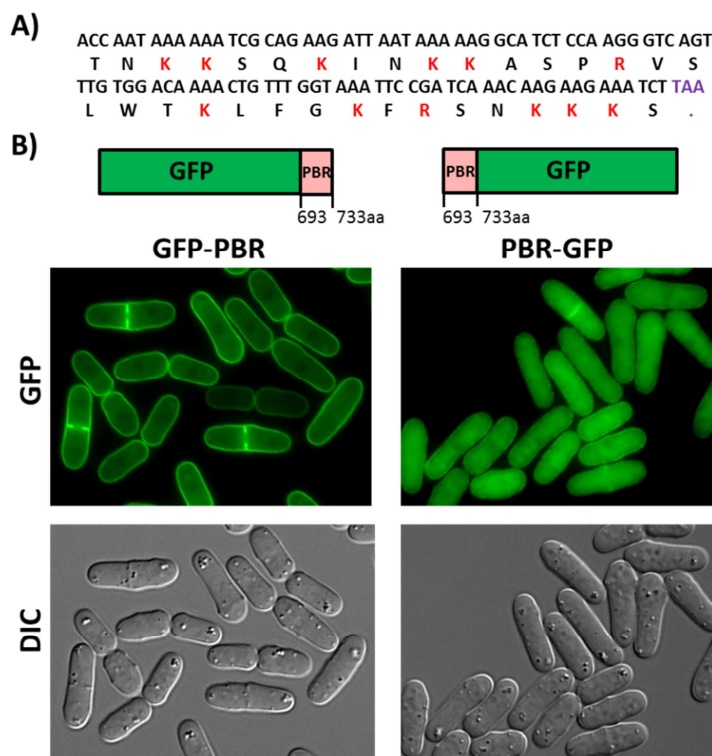 A)
ACC AAT AAA AAA TCG CAG AAG ATT AAT AAA AAG GCA TCT CCA AGG GTC AGT
T N K K S Q K I N K K A S P R V S
TTG TGG ACA AAA CTG TTT GGT AAA TTC CGA TCA AAC AAG AAG AAA TCT TAA
L W T K L F G K F R S N K K K S .
B)
GFP PBR PBR GFP
693 733aa 693 733aa
GFP-PBR PBR-GFP
GFP
DIC